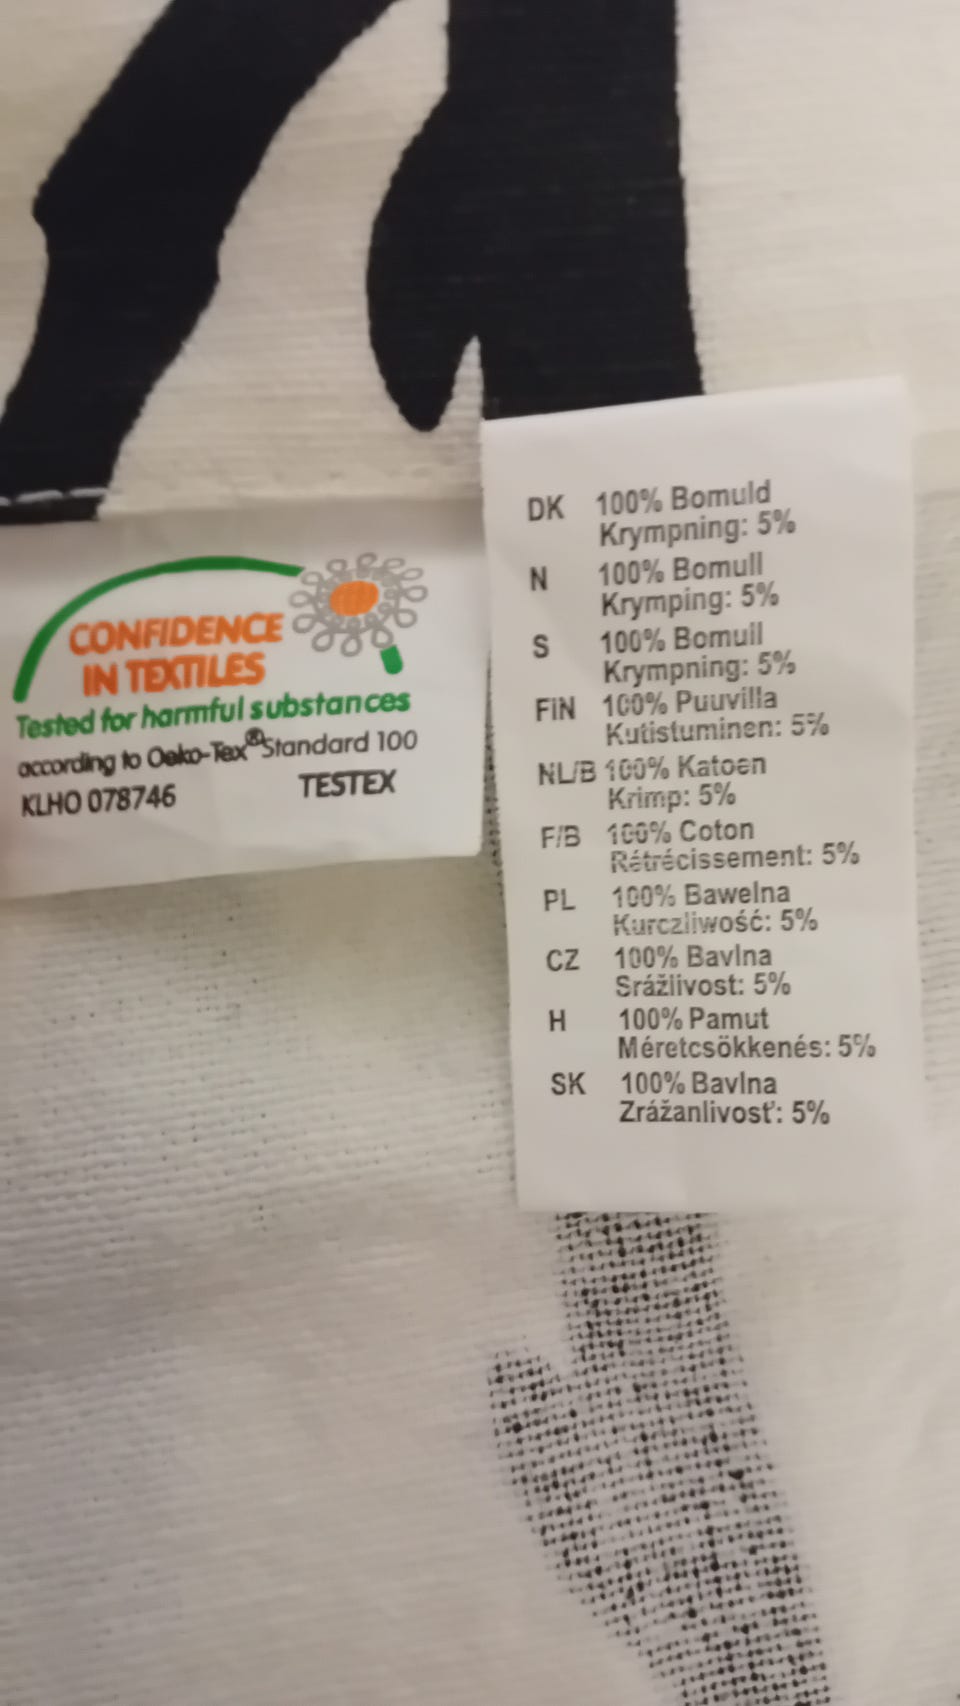 CONFIDENCE
IN TEXTILES
Tested for harmful substances
according to Oeko-Tex® Standard 100
KLHO 078746 TESTEX
DK 100% Bomuld
Krympning: 5%
N 100% Bomull
Krymping: 5%
S 100% Bomull
Krympning: 5%
FIN 100% Puuvilla
Kutistuminen: 5%
NL/B 100% Katoen
Krimp: 5%
F/B 100% Coton
Rétrécissement: 5%
PL 100% Bawełna
Kurczliwość: 5%
CZ 100% Bavlna
Srážlivost: 5%
H 100% Pamut
Méretcsökkenés: 5%
SK 100% Bavlna
Zrážanlivosť: 5%